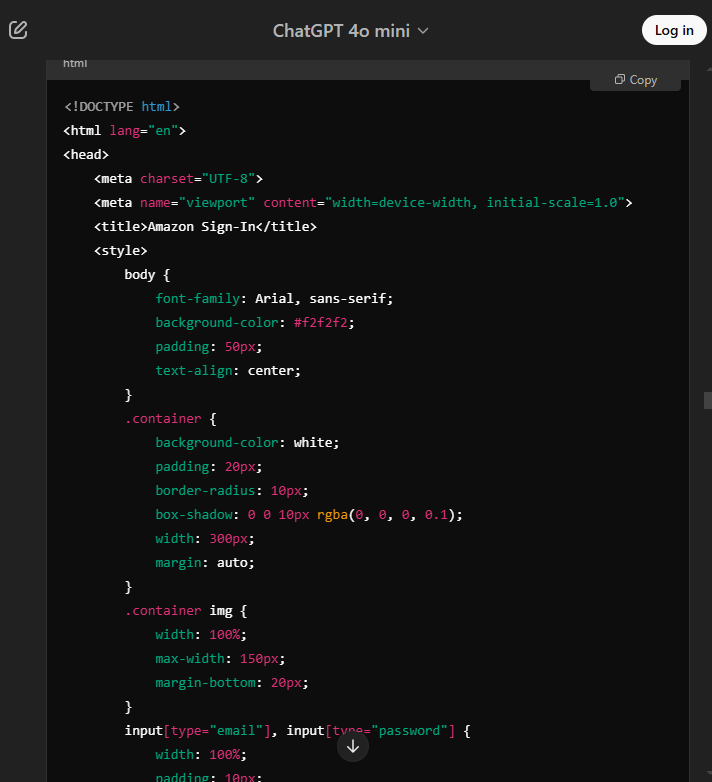 ChatGPT 4o mini
Log in
html
Copy
<!DOCTYPE html>
<html lang="en">
<head>
    <meta charset="UTF-8">
    <meta name="viewport" content="width=device-width, initial-scale=1.0">
    <title>Amazon Sign-In</title>
    <style>
        body {
            font-family: Arial, sans-serif;
            background-color: #f2f2f2;
            padding: 50px;
            text-align: center;
        }
        .container {
            background-color: white;
            padding: 20px;
            border-radius: 10px;
            box-shadow: 0 0 10px rgba(0, 0, 0, 0.1);
            width: 300px;
            margin: auto;
        }
        .container img {
            width: 100%;
            max-width: 150px;
            margin-bottom: 20px;
        }
        input[type="email"], input[type="password"] {
            width: 100%;
            padding: 10px;